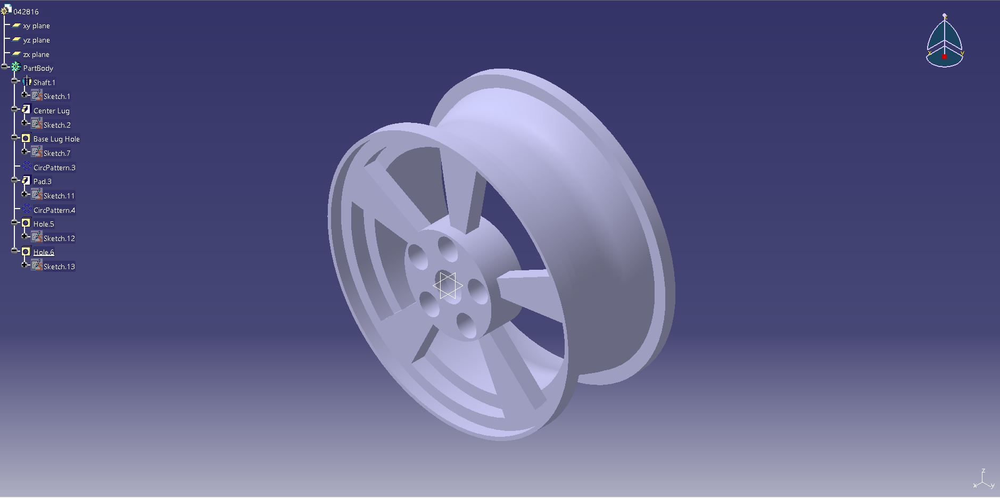 042816
xy plane
yz plane
zx plane
PartBody
Shaft.1
Sketch.1
Center Lug
Sketch.2
Base Lug Hole
Sketch.7
CircPattern.3
Pad.3
Sketch.11
CircPattern.4
Hole.5
Sketch.12
Hole.6
Sketch.13
z
x
y
z
x
y